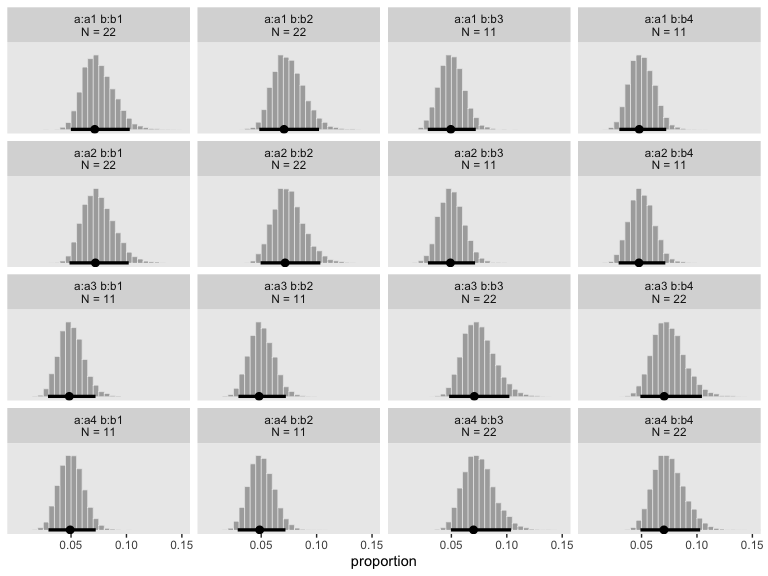 a:a1 b:b1
N = 22
a:a1 b:b2
N = 22
a:a1 b:b3
N = 11
a:a1 b:b4
N = 11
a:a2 b:b1
N = 22
a:a2 b:b2
N = 22
a:a2 b:b3
N = 11
a:a2 b:b4
N = 11
a:a3 b:b1
N = 11
a:a3 b:b2
N = 11
a:a3 b:b3
N = 22
a:a3 b:b4
N = 22
a:a4 b:b1
N = 11
a:a4 b:b2
N = 11
a:a4 b:b3
N = 22
a:a4 b:b4
N = 22
0.05 0.10 0.15 0.05 0.10 0.15 0.05 0.10 0.15 0.05 0.10 0.15
proportion